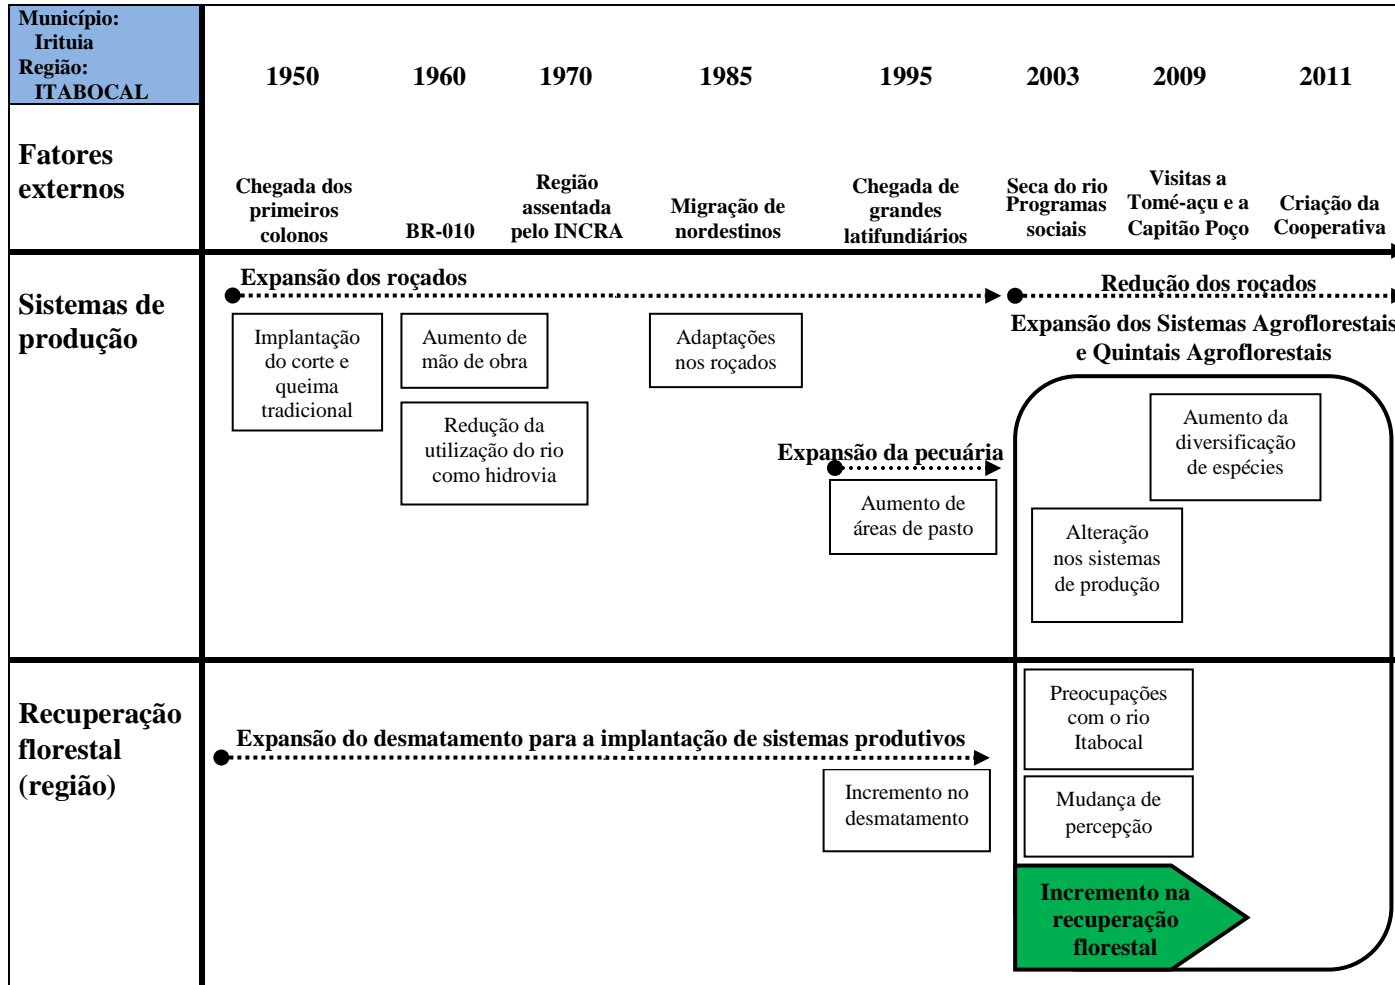 Município:
Irituia
Região:
ITABOCAL
1950
1960
1970
1985
1995
2003
2009
2011
Fatores
externos
Chegada dos
primeiros
colonos
BR-010
Região
assentada
pelo INCRA
Migração de
nordestinos
Chegada de
grandes
latifundiários
Seca do rio
Programas
sociais
Visitas a
Tomé-açu e a
Capitão Poço
Criação da
Cooperativa
Sistemas de
produção
Expansão dos roçados
Redução dos roçados
Implantação
do corte e
queima
tradicional
Aumento de
mão de obra
Redução da
utilização do rio
como hidrovia
Adaptações
nos roçados
Expansão da pecuária
Aumento de
áreas de pasto
Expansão dos Sistemas Agroflorestais
e Quintais Agroflorestais
Aumento da
diversificação
de espécies
Alteração
nos sistemas
de produção
Recuperação
florestal
(região)
Expansão do desmatamento para a implantação de sistemas produtivos
Incremento no
desmatamento
Preocupações
com o rio
Itabocal
Mudança de
percepção
Incremento na
recuperação
florestal